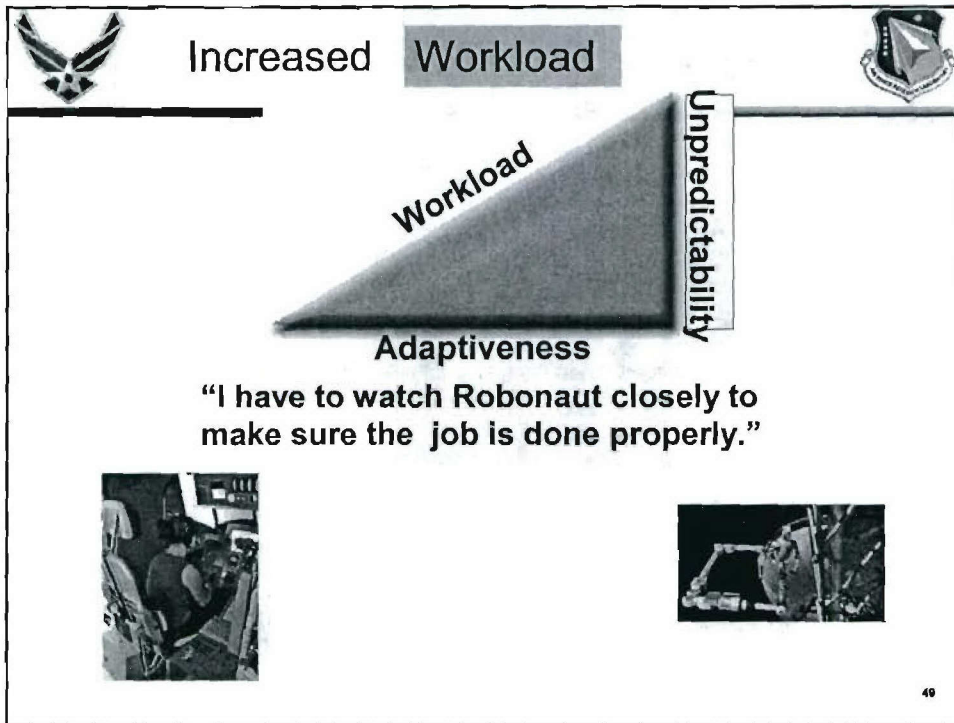 Increased Workload
Workload
Unpredictability
Adaptiveness
“I have to watch Robonaut closely to
make sure the job is done properly.”
49